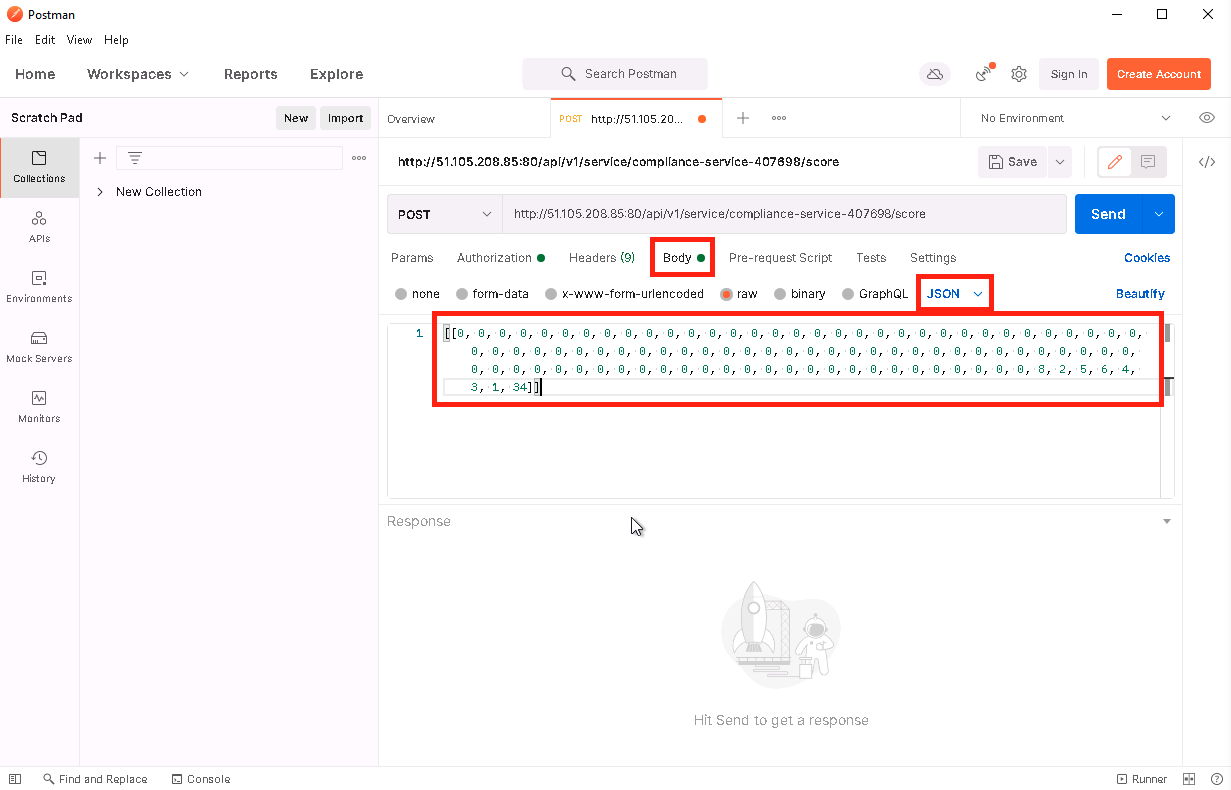 Postman
File Edit View Help
Home Workspaces Reports Explore Search Postman Sign In Create Account
Scratch Pad New Import Overview POST http://51.105.20... No Environment
http://51.105.208.85:80/api/v1/service/compliance-service-407698/score Save
Collections
New Collection
POST http://51.105.208.85:80/api/v1/service/compliance-service-407698/score Send
APIs
Params Authorization Headers (9) Body Pre-request Script Tests Settings Cookies
none form-data x-www-form-urlencoded raw binary GraphQL JSON Beautify
Environments
1 [[0, 0, 0, 0, 0, 0, 0, 0, 0, 0, 0, 0, 0, 0, 0, 0, 0, 0, 0, 0, 0, 0, 0, 0, 0, 0, 0, 0, 0, 0, 0, 0, 0,
0, 0, 0, 0, 0, 0, 0, 0, 0, 0, 0, 0, 0, 0, 0, 0, 0, 0, 0, 0, 0, 0, 0, 0, 0, 0, 0, 0, 0, 0, 0, 0,
0, 0, 0, 0, 0, 0, 0, 0, 0, 0, 0, 0, 0, 0, 0, 0, 0, 0, 0, 0, 0, 0, 0, 0, 0, 0, 0, 8, 2, 5, 6, 4,
3, 1, 34]]
Mock Servers
Monitors
History
Response
Hit Send to get a response
Find and Replace Console Runner